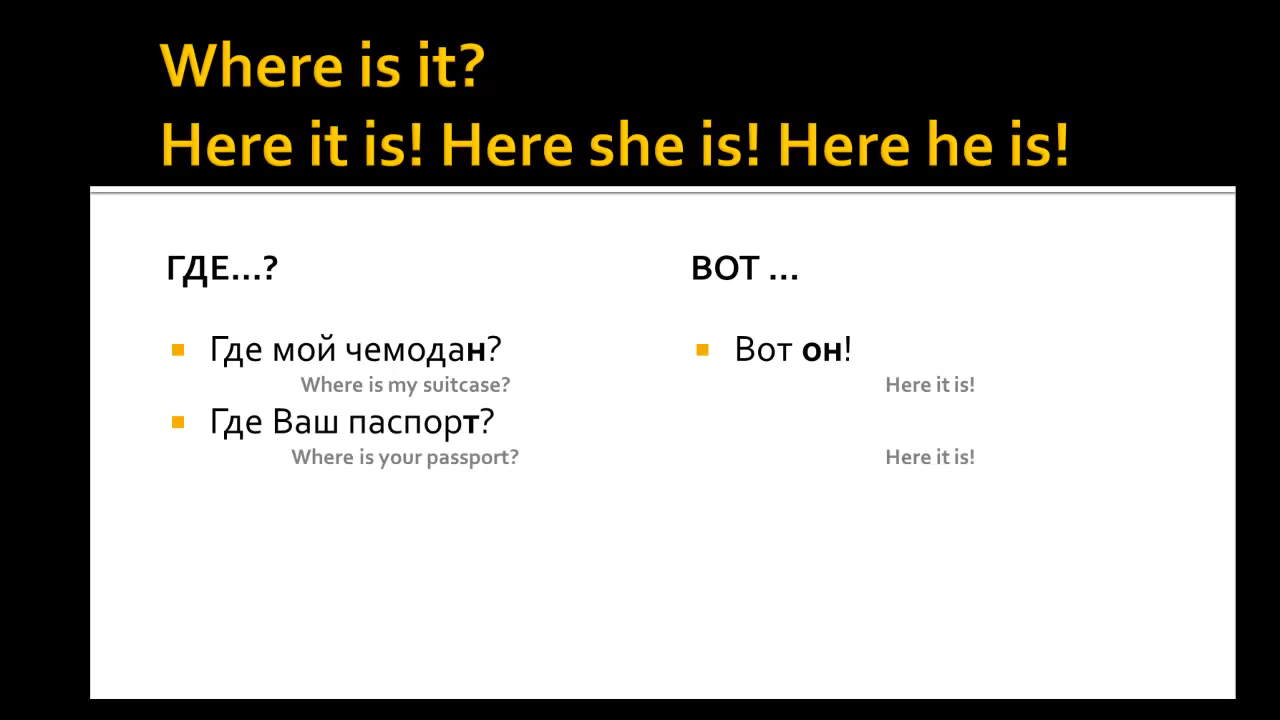 Where is it?
Here it is! Here she is! Here he is!
ГДЕ...?
Где мой чемодан?
Where is my suitcase?
Где Ваш паспорт?
Where is your passport?
ВОТ ...
Вот он!
Here it is!
Here it is!